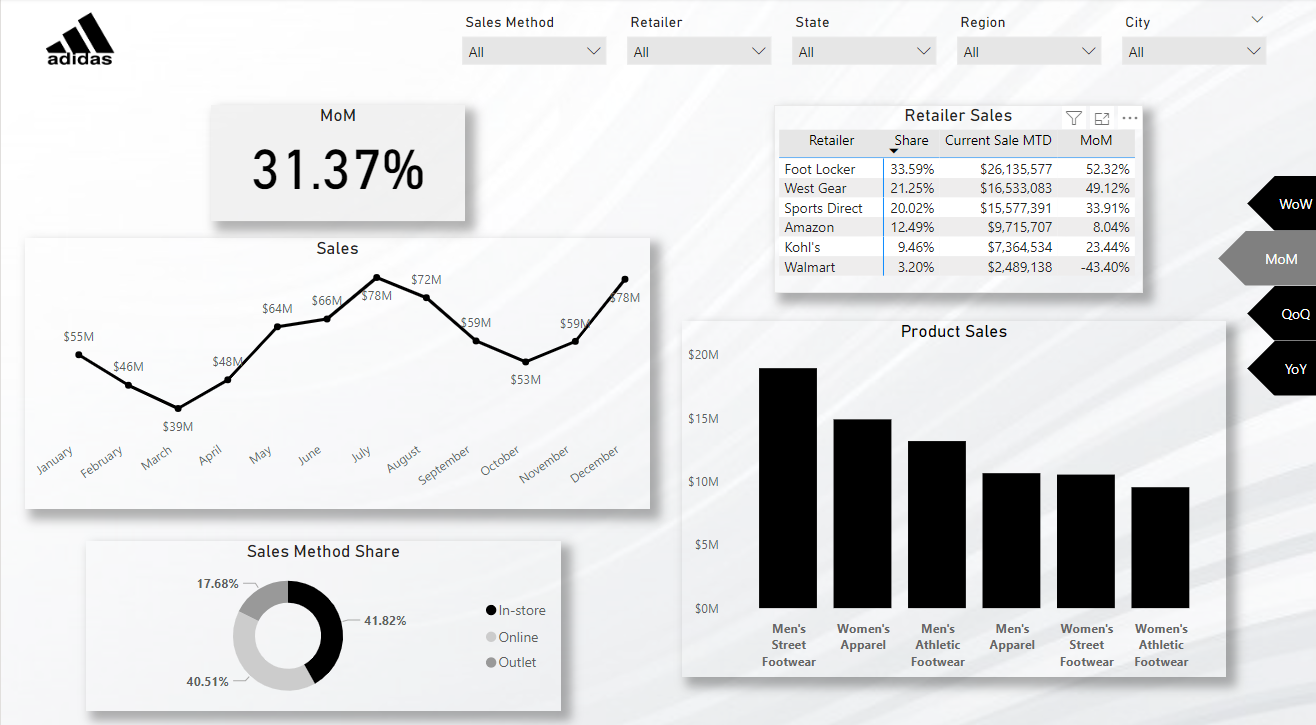 adidas
Sales Method Retailer State Region City
All All All All All
MoM
31.37%
Retailer Sales
Retailer Share Current Sale MTD MoM
Foot Locker 33.59% $26,135,577 52.32%
West Gear 21.25% $16,533,083 49.12%
Sports Direct 20.02% $15,577,391 33.91%
Amazon 12.49% $9,715,707 8.04%
Kohl's 9.46% $7,364,534 23.44%
Walmart 3.20% $2,489,138 -43.40%
WoW
MoM
QoQ
YoY
Sales
$55M
$46M
$39M
$48M
$64M
$66M
$78M
$72M
$59M
$53M
$59M
$78M
January
February
March
April
May
June
July
August
September
October
November
December
Product Sales
$20M
$15M
$10M
$5M
$0M
Men's
Street
Footwear
Women's
Apparel
Men's
Athletic
Footwear
Men's
Apparel
Women's
Street
Footwear
Women's
Athletic
Footwear
Sales Method Share
17.68%
41.82%
40.51%
In-store
Online
Outlet